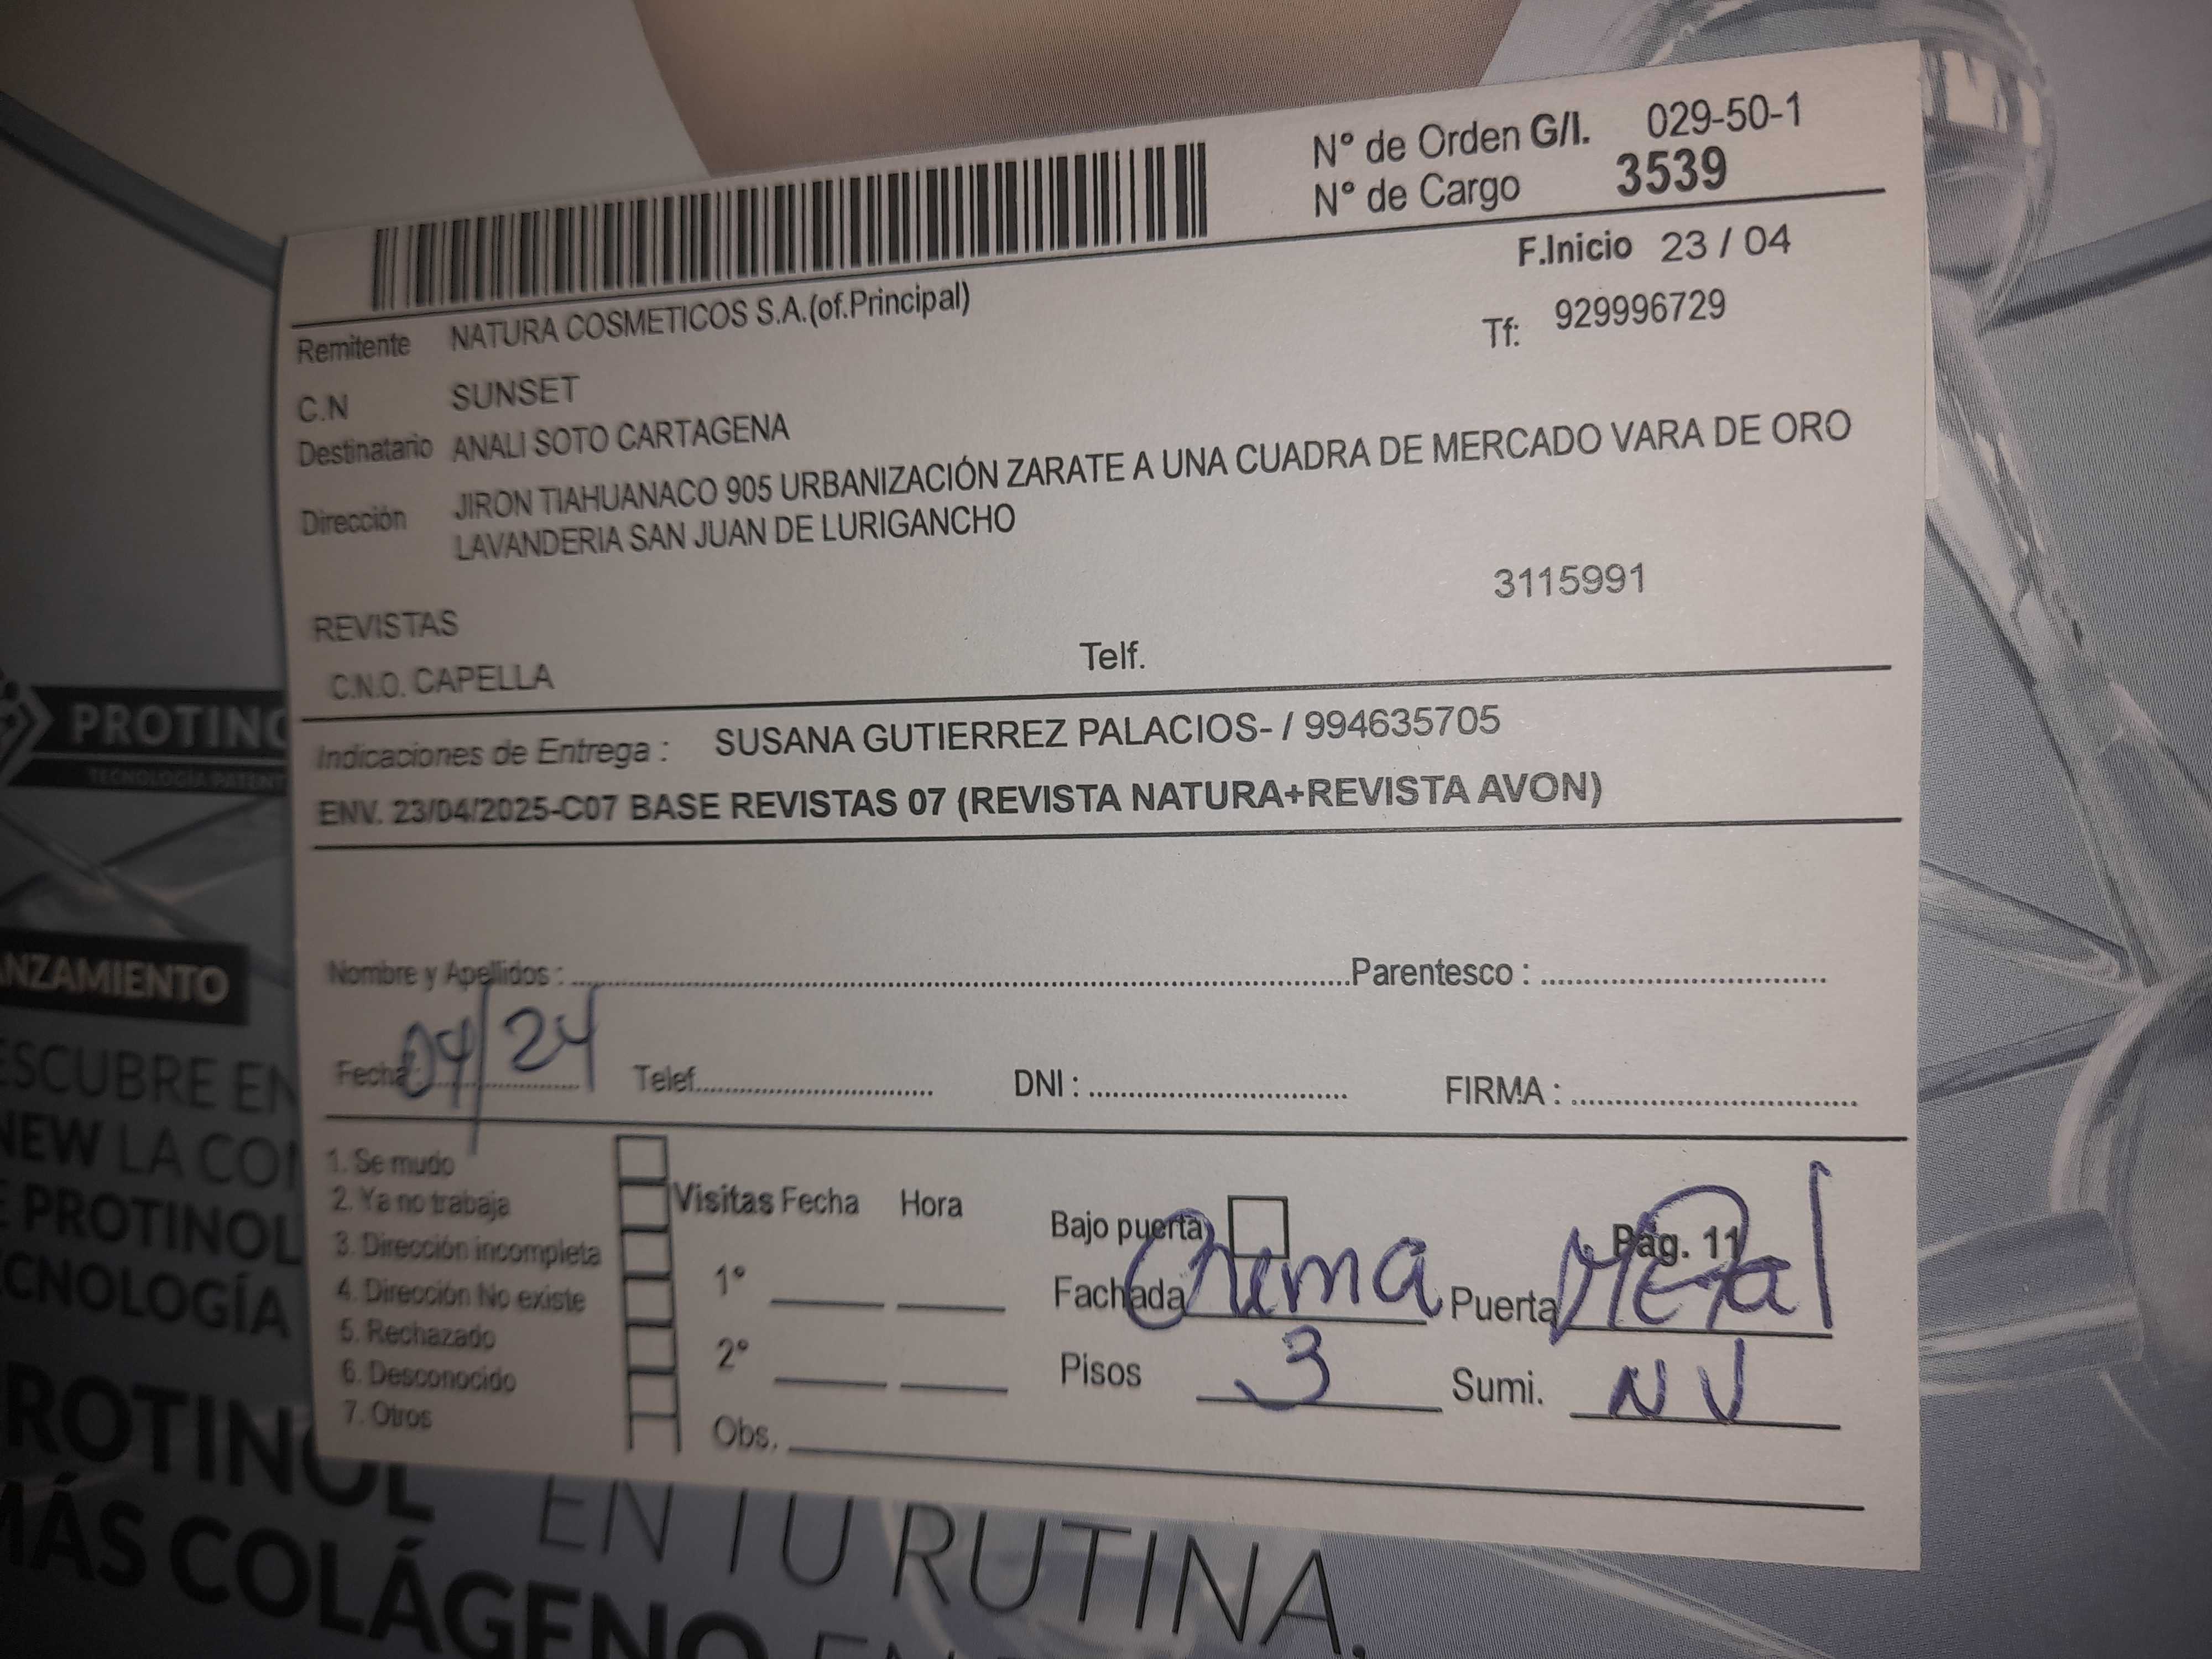 N° de Orden G/I. 029-50-1
N° de Cargo 3539
F.Inicio 23 / 04
Remitente NATURA COSMETICOS S.A.(of.Principal)
Tf: 929996729
C.N SUNSET
Destinatario ANALI SOTO CARTAGENA
Dirección JIRON TIAHUANACO 905 URBANIZACIÓN ZARATE A UNA CUADRA DE MERCADO VARA DE ORO
LAVANDERIA SAN JUAN DE LURIGANCHO
3115991
REVISTAS
C.N.O. CAPELLA Telf.
Indicaciones de Entrega : SUSANA GUTIERREZ PALACIOS- / 994635705
ENV. 23/04/2025-C07 BASE REVISTAS 07 (REVISTA NATURA+REVISTA AVON)
Nombre y Apellidos : Parentesco :
Fecha: 04/24 Telef. DNI : FIRMA :
1. Se mudo
2. Ya no trabaja
3. Dirección incompleta
4. Dirección No existe
5. Rechazado
6. Desconocido
7. Otros
Visitas Fecha Hora
1°
2°
Obs.
Bajo puerta Pág. 11
Fachada Crema Puerta Metal
Pisos 3 Sumi. NV
PROTINO
TECNOLOGÍA PATENT
NZAMIENTO
ESCUBRE EN
NEW LA CON
E PROTINOL
CNOLOGÍA
ROTINOL EN TU RUTINA,
MÁS COLÁGENO EN